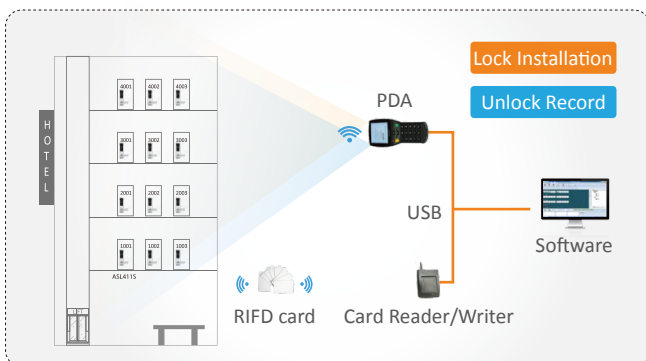 Lock Installation
PDA
Unlock Record
4001 4002 4003
HOTEL
3001 3002 3003
2001 2002 2003
USB
Software
1001 1002 1003
ASL411S
RIFD card
Card Reader/Writer